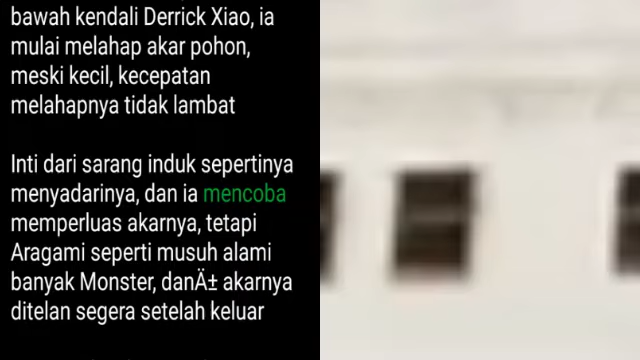 bawah kendali Derrick Xiao, ia
mulai melahap akar pohon,
meski kecil, kecepatan
melahapnya tidak lambat
Inti dari sarang induk sepertinya
menyadarinya, dan ia mencoba
memperluas akarnya, tetapi
Aragami seperti musuh alami
banyak Monster, danÄ± akarnya
ditelan segera setelah keluar